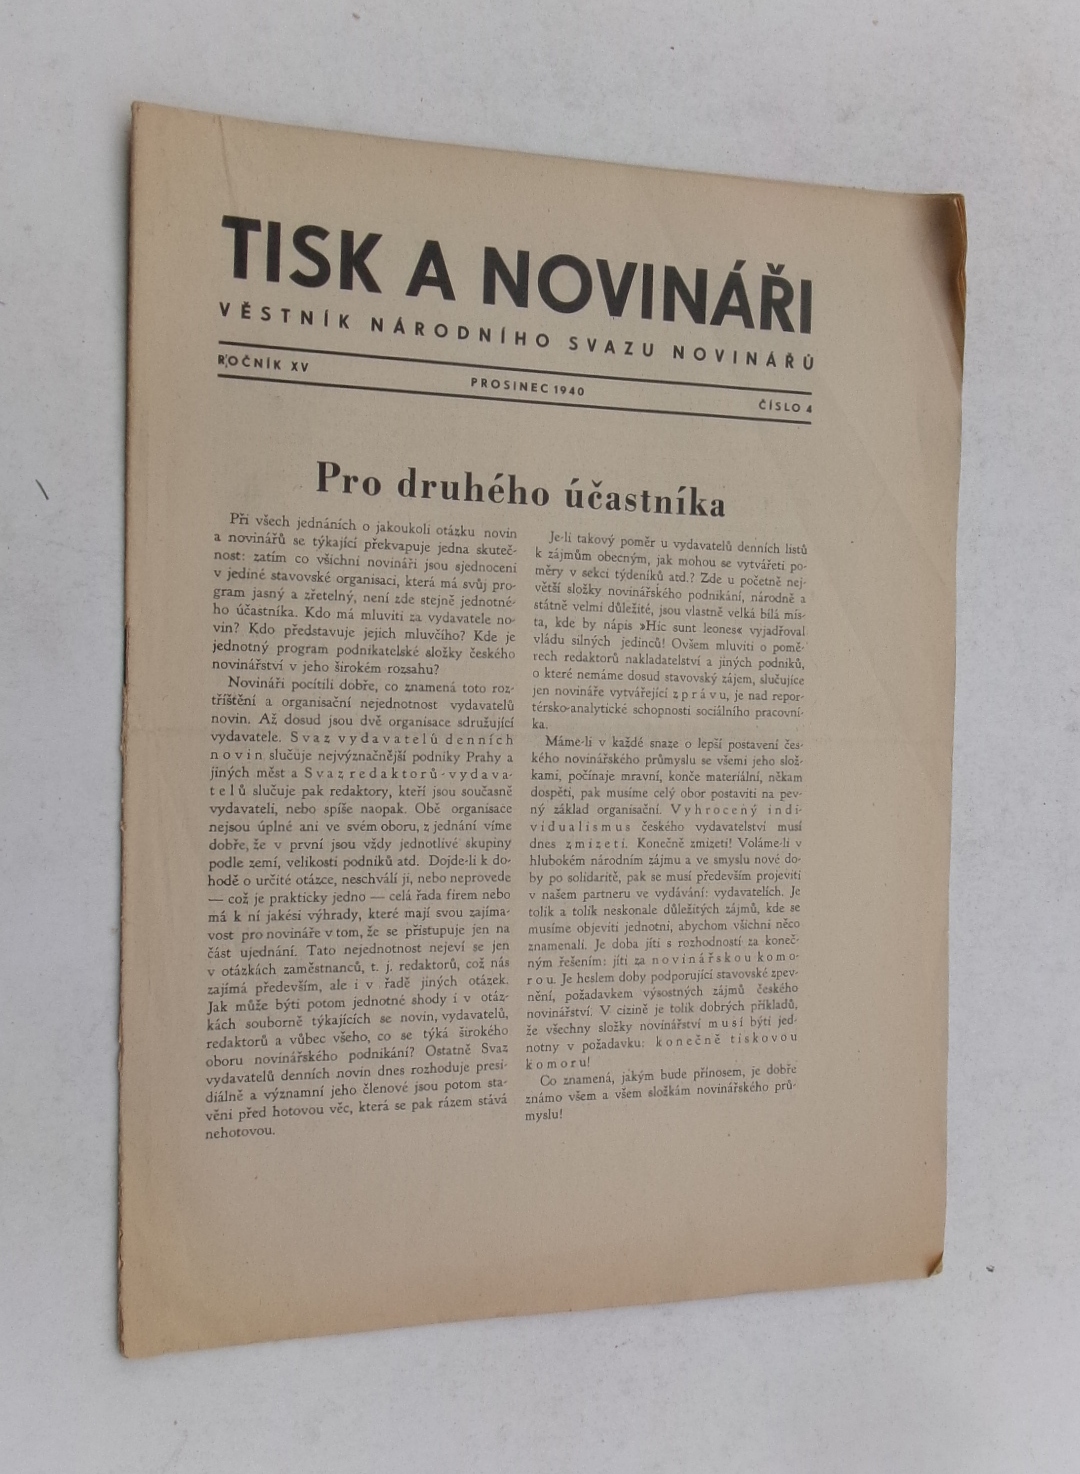 TISK A NOVINÁŘI
VĚSTNÍK NÁRODNÍHO SVAZU NOVINÁŘŮ
ROČNÍK XV
PROSINEC 1940
ČÍSLO 4
Pro druhého účastníka
Při všech jednáních o jakoukoli otázku novin
a novinářů se týkající překvapuje jedna skuteč-
nost: zatím co všichni novináři jsou sjednoceni
v jediné stavovské organisaci, která má svůj pro-
gram jasný a zřetelný, není zde stejně jednotné-
ho účastníka. Kdo má mluviti za vydavatele no-
vin? Kdo představuje jejich mluvčího? Kde je
jednotný program podnikatelské složky českého
novinářství v jeho širokém rozsahu?
Novináři pocítili dobře, co znamená toto roz-
tříštění a organisační nejednotnost vydavatelů
novin. Až dosud jsou dvě organisace sdružující
vydavatele. Svaz vydavatelů denních
novin slučuje nejvýznačnější podniky Prahy a
jiných měst a Svaz redaktorů-vydava-
telů slučuje pak redaktory, kteří jsou současně
vydavateli, nebo spíše naopak. Obě organisace
nejsou úplné ani ve svém oboru, z jednání víme
dobře, že v první jsou vždy jednotlivé skupiny
podle zemí, velikosti podniků atd. Dojde-li k do-
hodě o určité otázce, neschválí ji, nebo neprovede
— což je prakticky jedno — celá řada firem nebo
má k ní jakési výhrady, které mají svou zajíma-
vost pro novináře v tom, že se přistupuje jen na
část ujednání. Tato nejednotnost nejeví se jen
v otázkách zaměstnanců, t. j. redaktorů, což nás
zajímá především, ale i v řadě jiných otázek.
Jak může býti potom jednotné shody i v otáz-
kách souborně týkajících se novin, vydavatelů,
redaktorů a vůbec všeho, co se týká širokého
oboru novinářského podnikání? Ostatně Svaz
vydavatelů denních novin dnes rozhoduje presi-
diálně a významní jeho členové jsou potom sta-
věni před hotovou věc, která se pak rázem stává
nehotovou.
Je-li takový poměr u vydavatelů denních listů
k zájmům obecným, jak mohou se vytvářeti po-
měry v sekci týdeníků atd.? Zde u početně nej-
větší složky novinářského podnikání, národně a
státně velmi důležité, jsou vlastně velká bílá mís-
ta, kde by nápis »Hic sunt leones« vyjadřoval
vládu silných jedinců! Ovšem mluviti o pomě-
rech redaktorů nakladatelství a jiných podniků,
o které nemáme dosud stavovský zájem, slučujíce
jen novináře vytvářející zprávu, je nad repor-
térsko-analytické schopnosti sociálního pracovní-
ka.
Máme-li v každé snaze o lepší postavení čes-
kého novinářského průmyslu se všemi jeho slož-
kami, počínaje mravní, konče materiální, někam
dospěti, pak musíme celý obor postaviti na pev-
ný základ organisační. Vyhrocený indi-
vidualismus českého vydavatelství musí
dnes zmizeti. Konečně zmizeti! Voláme-li v
hlubokém národním zájmu a ve smyslu nové do-
by po solidaritě, pak se musí především projeviti
v našem partneru ve vydávání: vydavatelích. Je
tolik a tolik neskonale důležitých zájmů, kde se
musíme objeviti jednotni, abychom všichni něco
znamenali. Je doba jíti s rozhodností za koneč-
ným řešením: jíti za novinářskou komo-
rou. Je heslem doby podporující stavovské zpev-
nění, požadavkem výsostných zájmů českého
novinářství. V cizině je tolik dobrých příkladů,
že všechny složky novinářství musí býti jed-
notny v požadavku: konečně tiskovou
komoru!
Co znamená, jakým bude přínosem, je dobře
známo všem a všem složkám novinářského prů-
myslu!